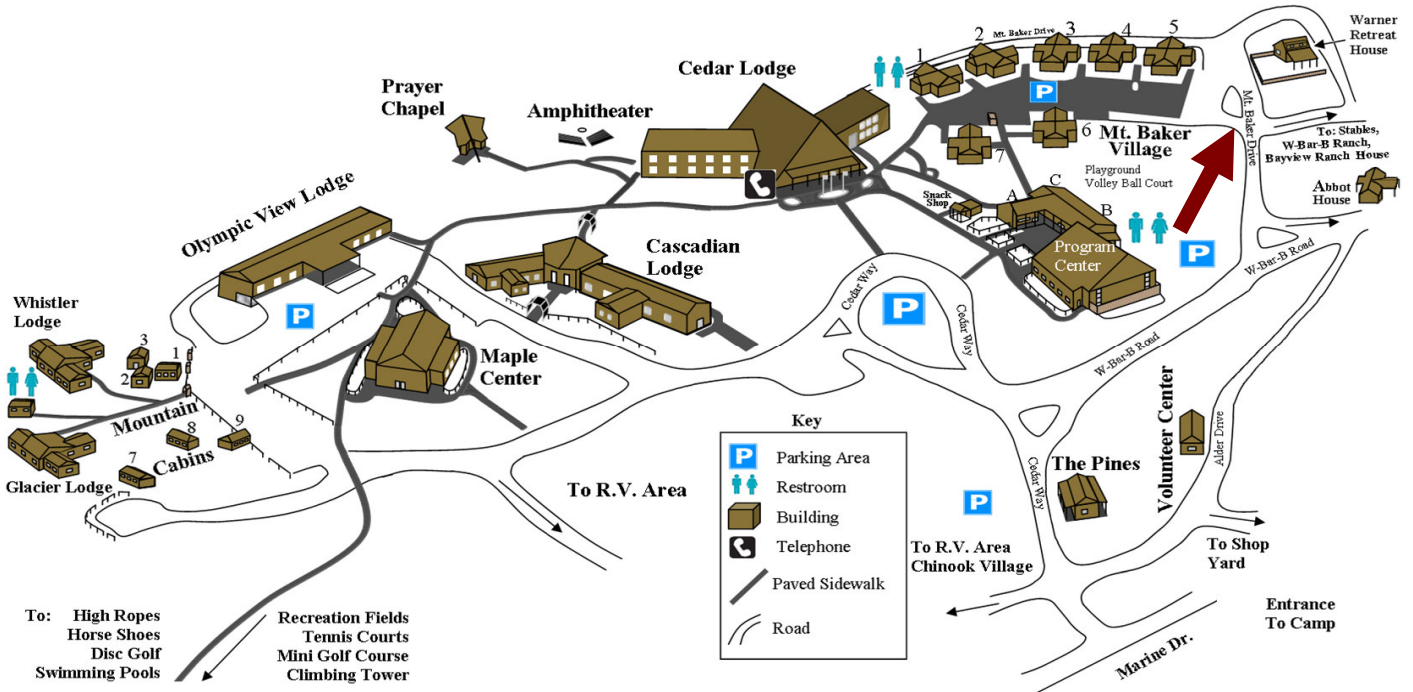 Warner
Retreat
House
Mt. Baker Drive
1
2
3
4
5
6
7
Cedar Lodge
Prayer
Chapel
Amphitheater
P
Mt. Baker
Village
Mt. Baker Drive
To: Stables,
W-Bar-B Ranch,
Bayview Ranch House
Playground
Volley Ball Court
Abbot
House
Snack
Shop
A
C
B
Program
Center
P
W-Bar-B Road
Olympic View Lodge
Cascadian
Lodge
Cedar Way
P
Cedar Way
W-Bar-B Road
Whistler
Lodge
P
3
1
2
Maple
Center
Mountain
Cabins
8
9
7
Glacier Lodge
Key
P Parking Area
Restroom
Building
Telephone
Paved Sidewalk
Road
To R.V. Area
P
To R.V. Area
Chinook Village
Cedar Way
The Pines
Volunteer Center
Alder Drive
To Shop
Yard
Entrance
To Camp
Marine Dr.
To: High Ropes
Horse Shoes
Disc Golf
Swimming Pools
Recreation Fields
Tennis Courts
Mini Golf Course
Climbing Tower